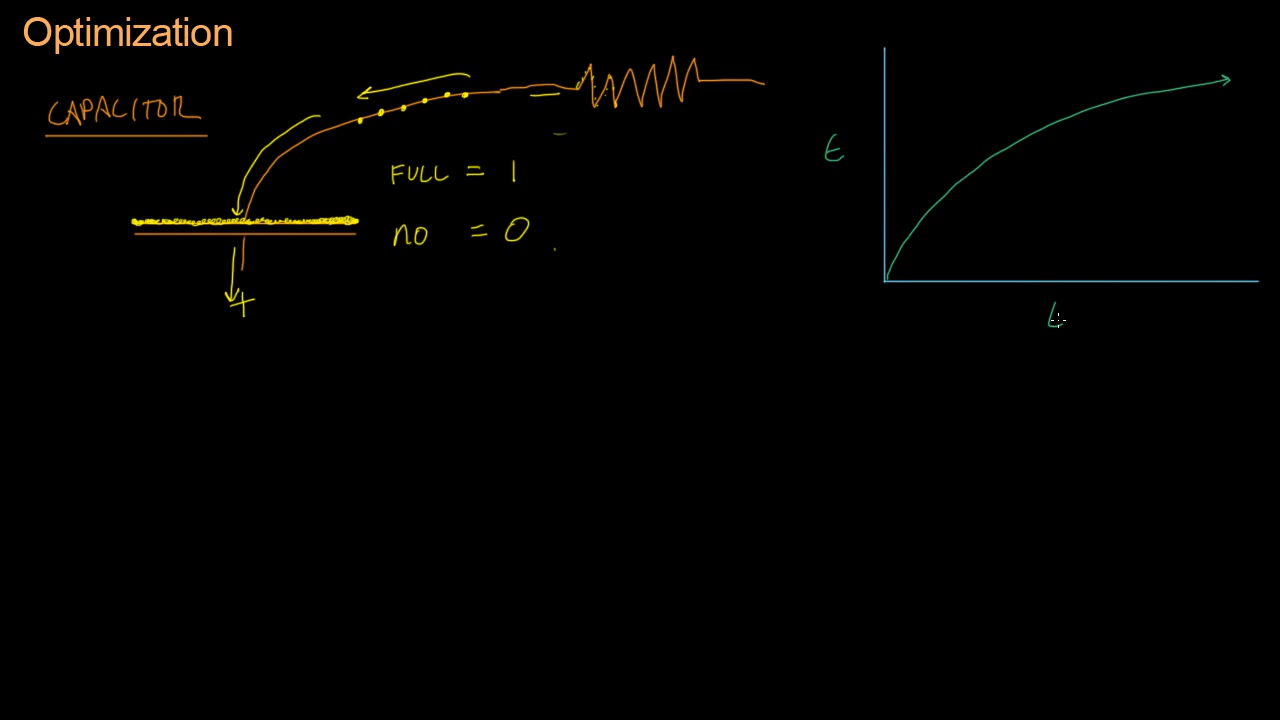 Optimization
CAPACITOR
FULL = 1
no = 0
+
E
t